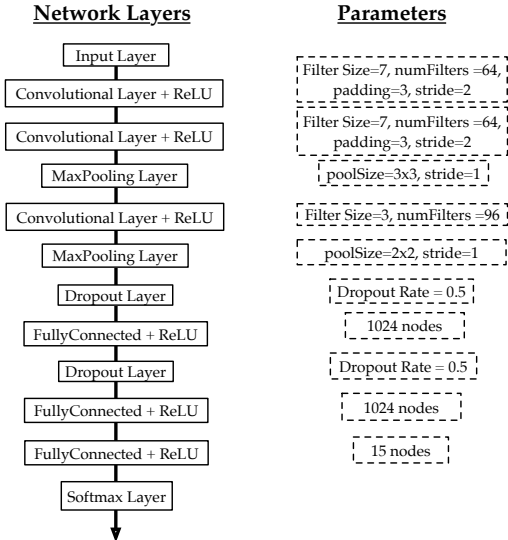 Network Layers
Parameters
Input Layer
Convolutional Layer + ReLU
Filter Size=7, numFilters =64,
padding=3, stride=2
Convolutional Layer + ReLU
Filter Size=7, numFilters =64,
padding=3, stride=2
MaxPooling Layer
poolSize=3x3, stride=1
Convolutional Layer + ReLU
Filter Size=3, numFilters =96
MaxPooling Layer
poolSize=2x2, stride=1
Dropout Layer
Dropout Rate = 0.5
FullyConnected + ReLU
1024 nodes
Dropout Layer
Dropout Rate = 0.5
FullyConnected + ReLU
1024 nodes
FullyConnected + ReLU
15 nodes
Softmax Layer